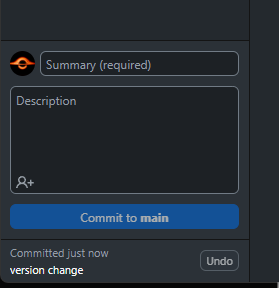 Summary (required)
Description
Commit to main
Committed just now
Undo
version change